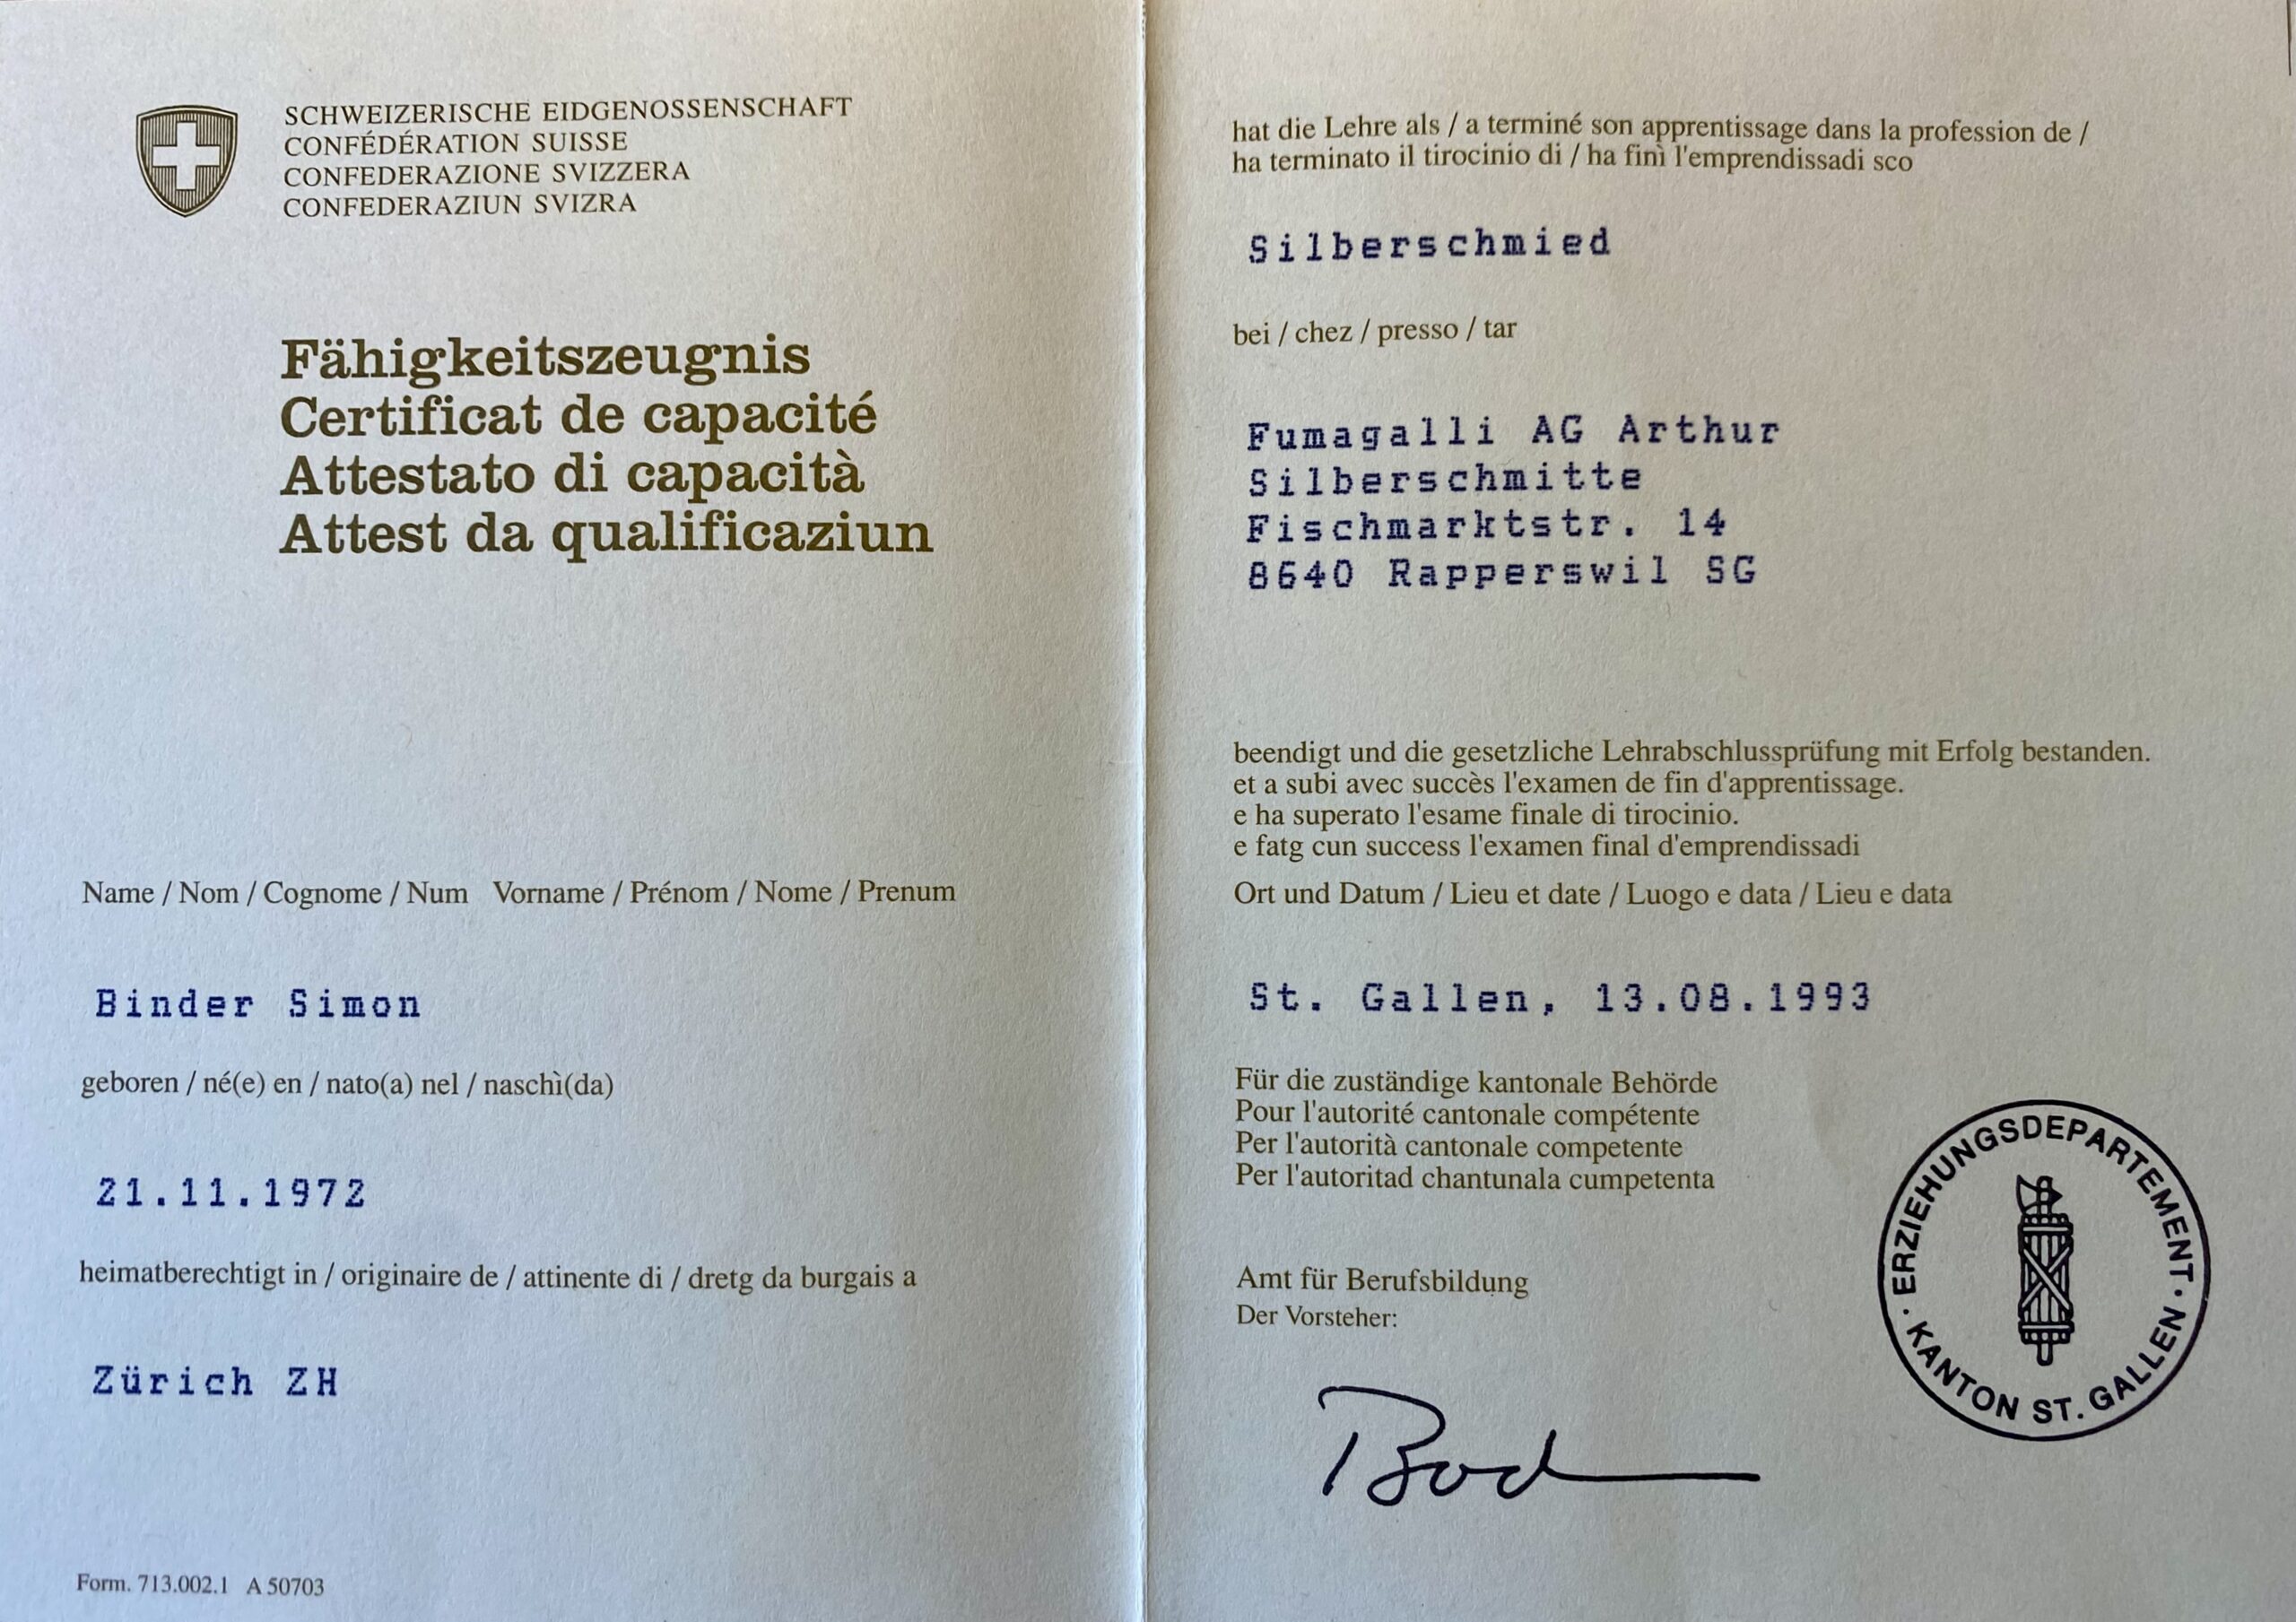 SCHWEIZERISCHE EIDGENOSSENSCHAFT
CONFÉDÉRATION SUISSE
CONFEDERAZIONE SVIZZERA
CONFEDERAZIUN SVIZRA
Fähigkeitszeugnis
Certificat de capacité
Attestato di capacità
Attest da qualificaziun
Name / Nom / Cognome / Num Vorname / Prénom / Nome / Prenum
Binder Simon
geboren / né(e) en / nato(a) nel / naschì(da)
21.11.1972
heimatberechtigt in / originaire de / attinente di / dretg da burgais a
Zürich ZH
Form. 713.002.1 A 50703
hat die Lehre als / a terminé son apprentissage dans la profession de /
ha terminato il tirocinio di / ha finì l'emprendissadi sco
Silberschmied
bei / chez / presso / tar
Fumagalli AG Arthur
Silberschmitte
Fischmarktstr. 14
8640 Rapperswil SG
beendigt und die gesetzliche Lehrabschlussprüfung mit Erfolg bestanden.
et a subi avec succès l'examen de fin d'apprentissage.
e ha superato l'esame finale di tirocinio.
e fatg cun success l'examen final d'emprendissadi
Ort und Datum / Lieu et date / Luogo e data / Lieu e data
St. Gallen, 13.08.1993
Für die zuständige kantonale Behörde
Pour l'autorité cantonale compétente
Per l'autorità cantonale competente
Per l'autoritad chantunala cumpetenta
Amt für Berufsbildung
Der Vorsteher:
· ERZIEHUNGSDEPARTEMENT ·
KANTON ST. GALLEN